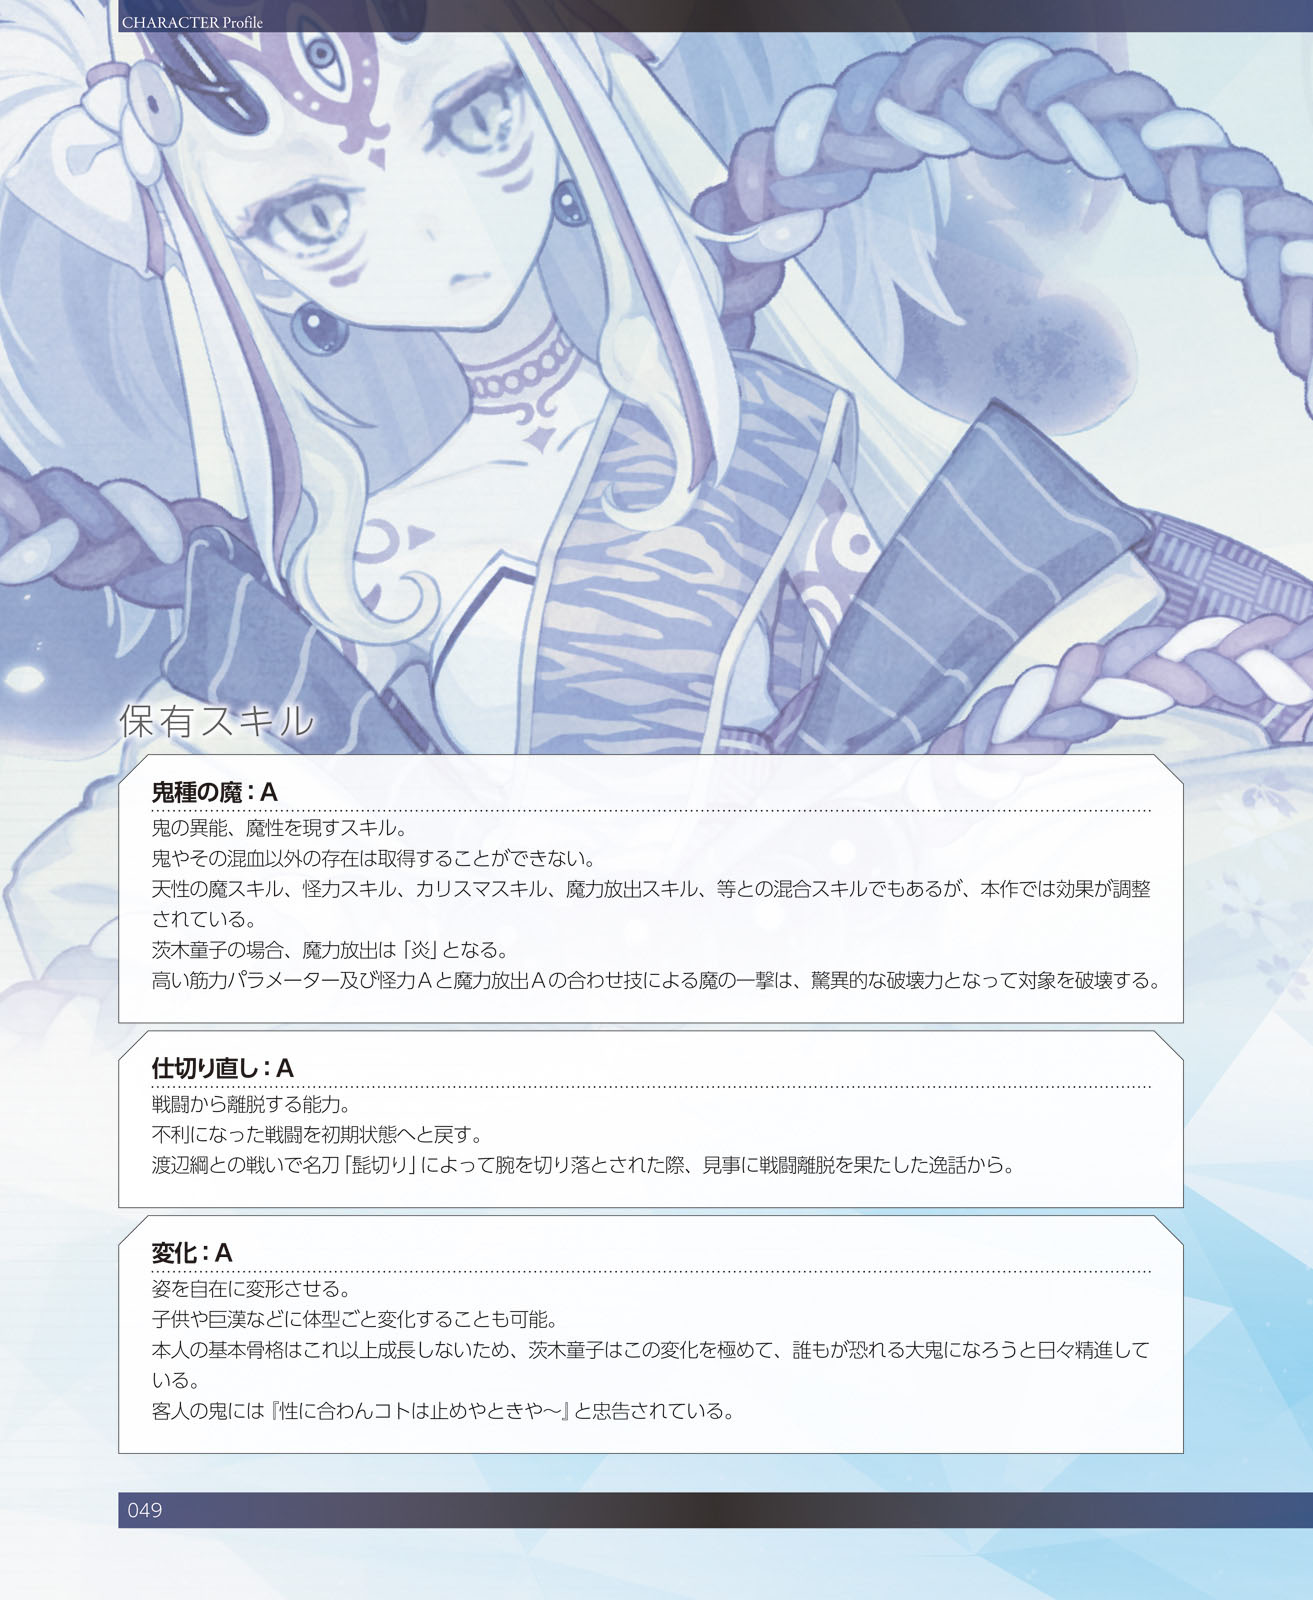 CHARACTER Profile
保有スキル
鬼種の魔：A
鬼の異能、魔性を現すスキル。
鬼やその混血以外の存在は取得することができない。
天性の魔スキル、怪力スキル、カリスマスキル、魔力放出スキル、等との混合スキルでもあるが、本作では効果が調整
されている。
茨木童子の場合、魔力放出は「炎」となる。
高い筋力パラメーター及び怪力Aと魔力放出Aの合わせ技による魔の一撃は、驚異的な破壊力となって対象を破壊する。
仕切り直し：A
戦闘から離脱する能力。
不利になった戦闘を初期状態へと戻す。
渡辺綱との戦いで名刀「髭切り」によって腕を切り落とされた際、見事に戦闘離脱を果たした逸話から。
変化：A
姿を自在に変形させる。
子供や巨漢などに体型ごと変化することも可能。
本人の基本骨格はこれ以上成長しないため、茨木童子はこの変化を極めて、誰もが恐れる大鬼になろうと日々精進して
いる。
客人の鬼には『性に合わんコトは止めやときや〜』と忠告されている。
049